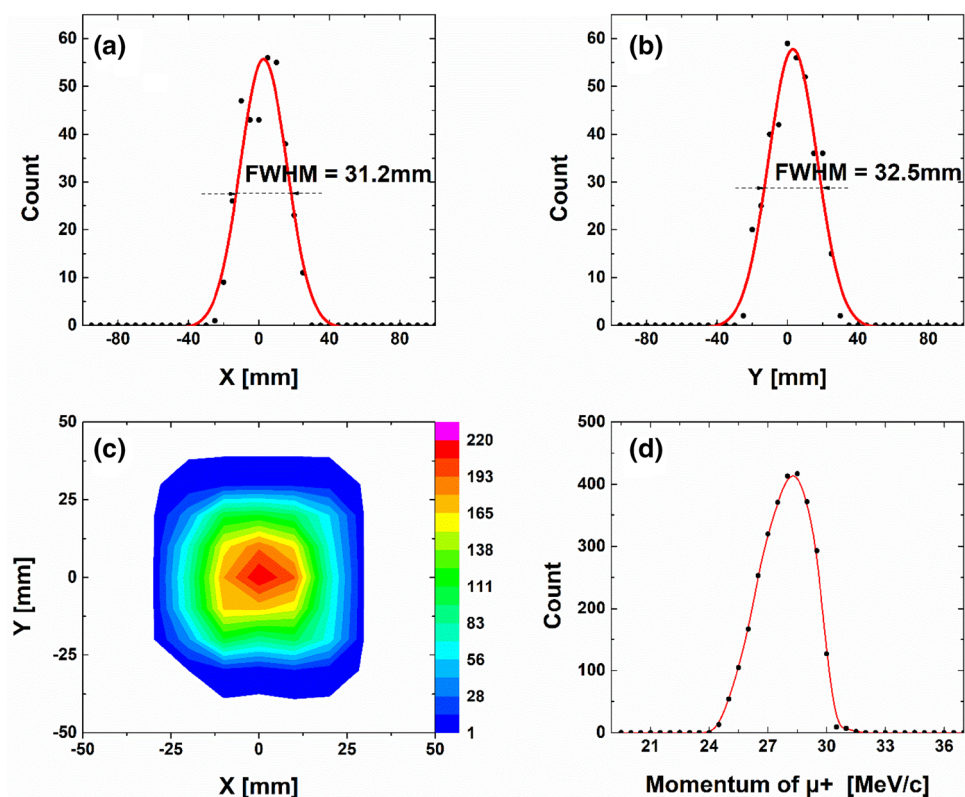 (a)
Count
60
50
40
30
20
10
0
FWHM = 31.2mm
-80 -40 0 40 80
X [mm]
(b)
Count
60
50
40
30
20
10
0
FWHM = 32.5mm
-80 -40 0 40 80
Y [mm]
(c)
Y [mm]
50
25
0
-25
-50
-50 -25 0 25 50
X [mm]
220
193
165
138
111
83
56
28
1
(d)
Count
500
400
300
200
100
0
21 24 27 30 33 36
Momentum of μ+ [MeV/c]